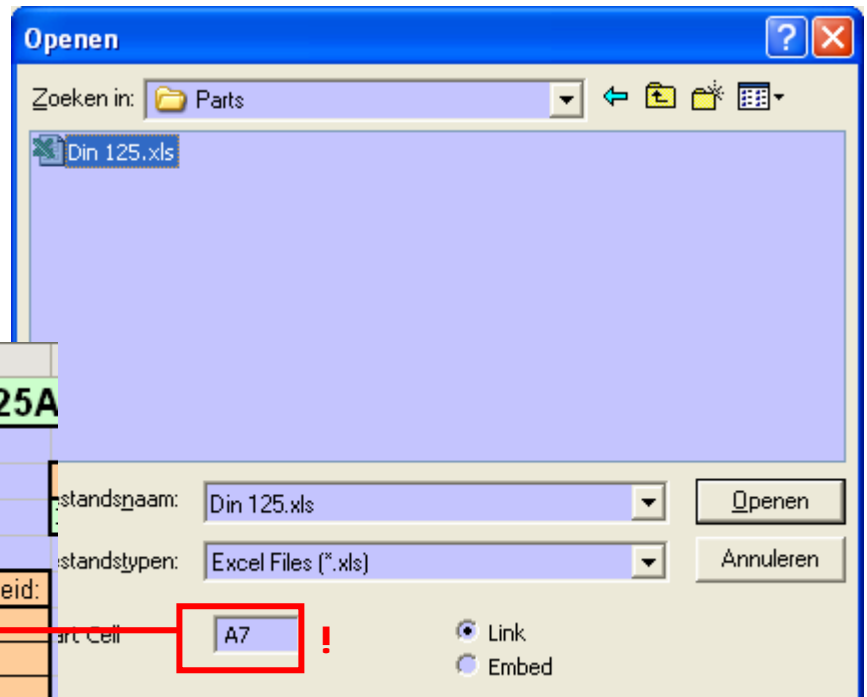 Openen
Zoeken in: Parts
Din 125.xls
25A
standsnaam: Din 125.xls Openen
standstypen: Excel Files (*.xls) Annuleren
eid:
art Cell A7 ! Link
Embed